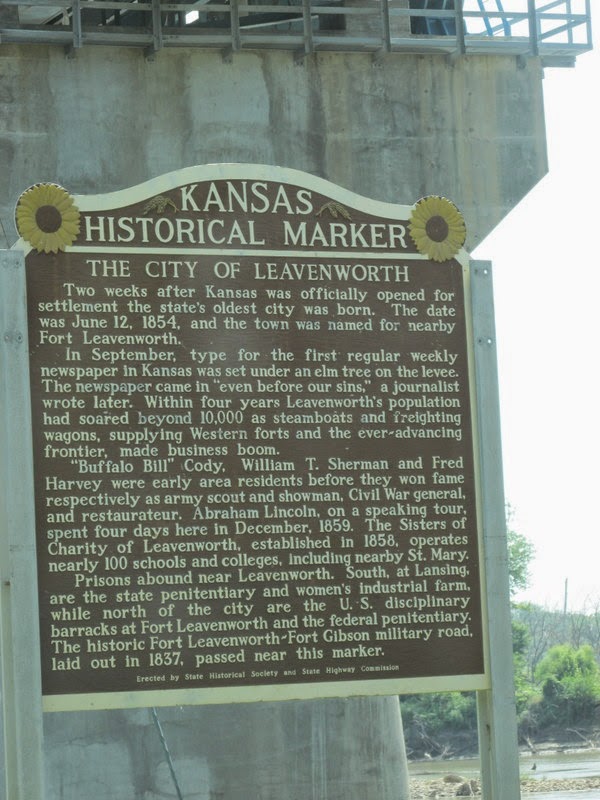 KANSAS
HISTORICAL MARKER
THE CITY OF LEAVENWORTH
Two weeks after Kansas was officially opened for
settlement the state's oldest city was born. The date
was June 12, 1854, and the town was named for nearby
Fort Leavenworth.
In September, type for the first regular weekly
newspaper in Kansas was set under an elm tree on the levee.
The newspaper came in "even before our sins," a journalist
wrote later. Within four years Leavenworth's population
had soared beyond 10,000 as steamboats and freighting
wagons, supplying Western forts and the ever-advancing
frontier, made business boom.
"Buffalo Bill" Cody, William T. Sherman and Fred
Harvey were early area residents before they won fame
respectively as army scout and showman, Civil War general,
and restaurateur. Abraham Lincoln, on a speaking tour,
spent four days here in December, 1859. The Sisters of
Charity of Leavenworth, established in 1858, operates
nearly 100 schools and colleges, including nearby St. Mary.
Prisons abound near Leavenworth. South, at Lansing,
are the state penitentiary and women's industrial farm,
while north of the city are the U.S. disciplinary
barracks at Fort Leavenworth and the federal penitentiary.
The historic Fort Leavenworth-Fort Gibson military road,
laid out in 1837, passed near this marker.
Erected by State Historical Society and State Highway Commission